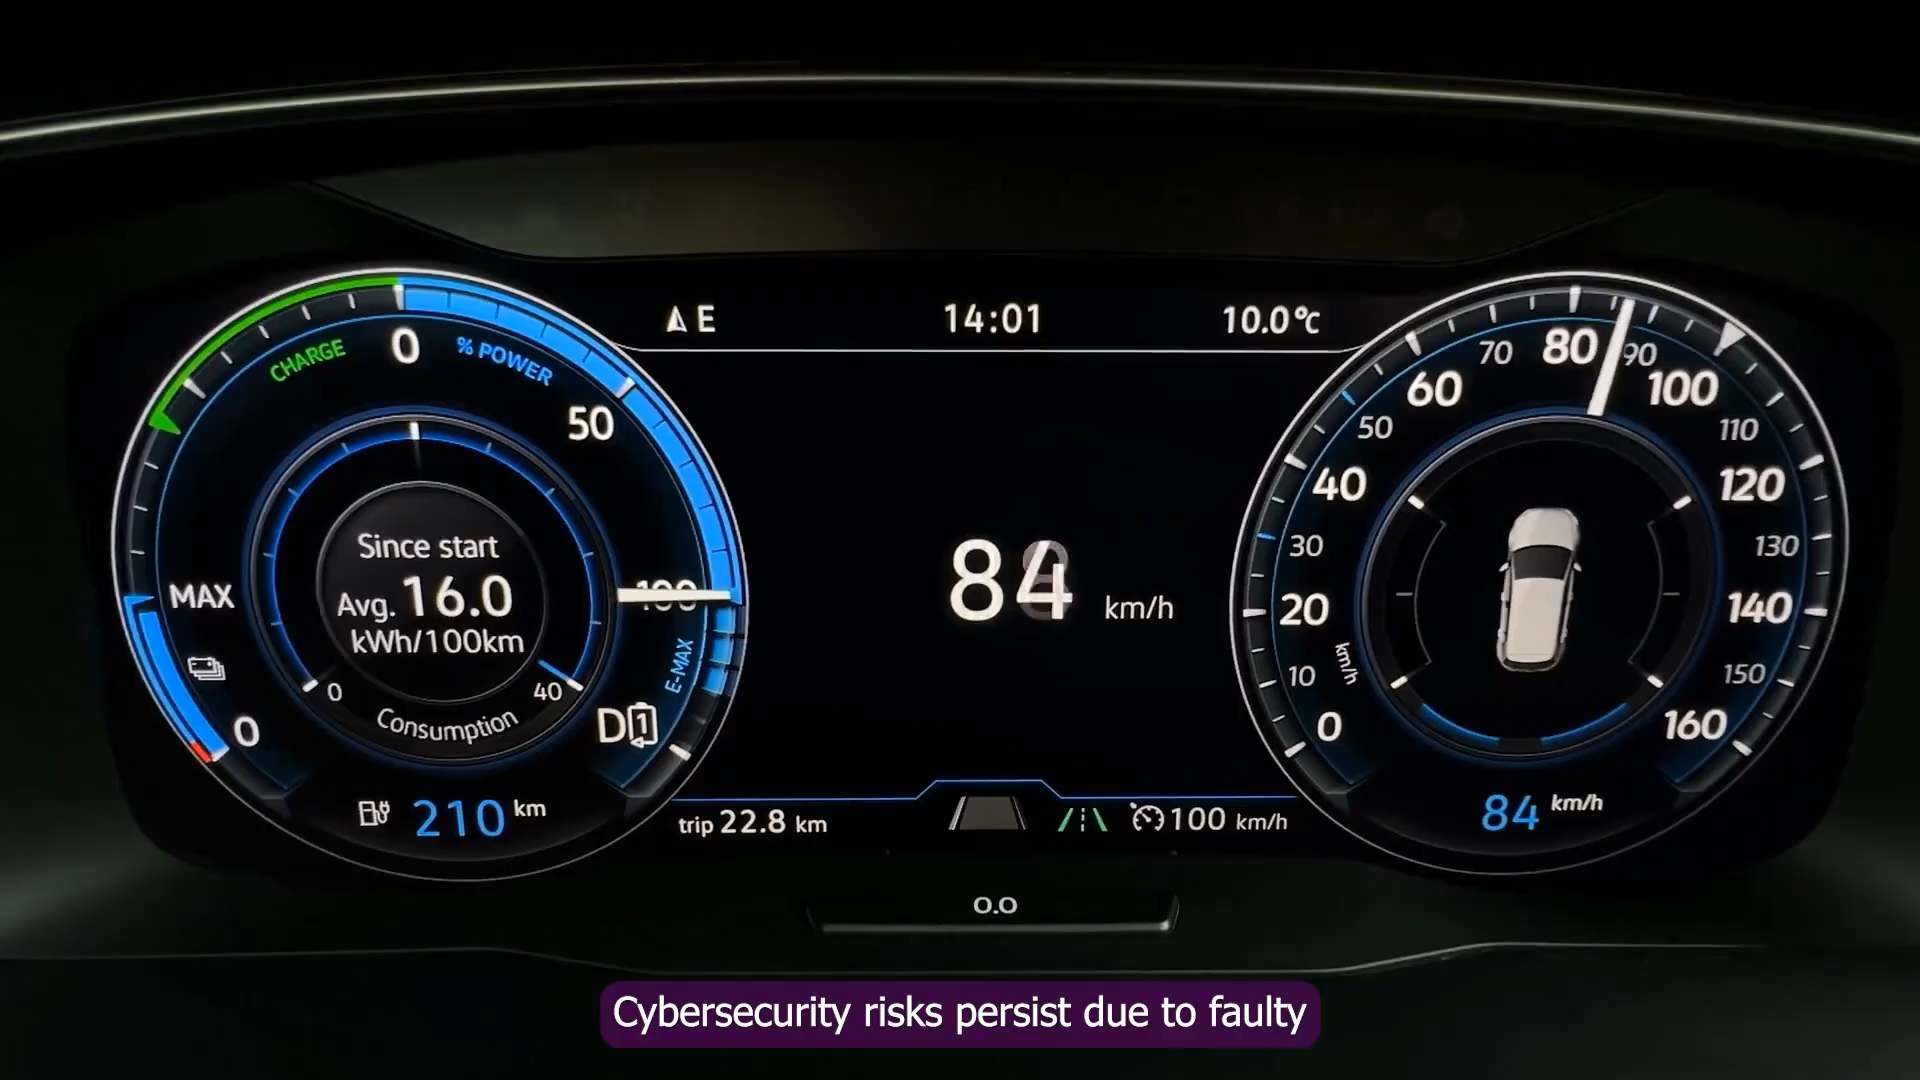 E
14:01
10.0°C
CHARGE
0
% POWER
50
100
E-MAX
MAX
0
Since start
Avg. 16.0
kWh/100km
0
40
Consumption
D1
210 km
84 km/h
trip 22.8 km
100 km/h
0
10
20
30
40
50
60
70
80
90
100
110
120
130
140
150
160
km/h
84 km/h
0.0
Cybersecurity risks persist due to faulty